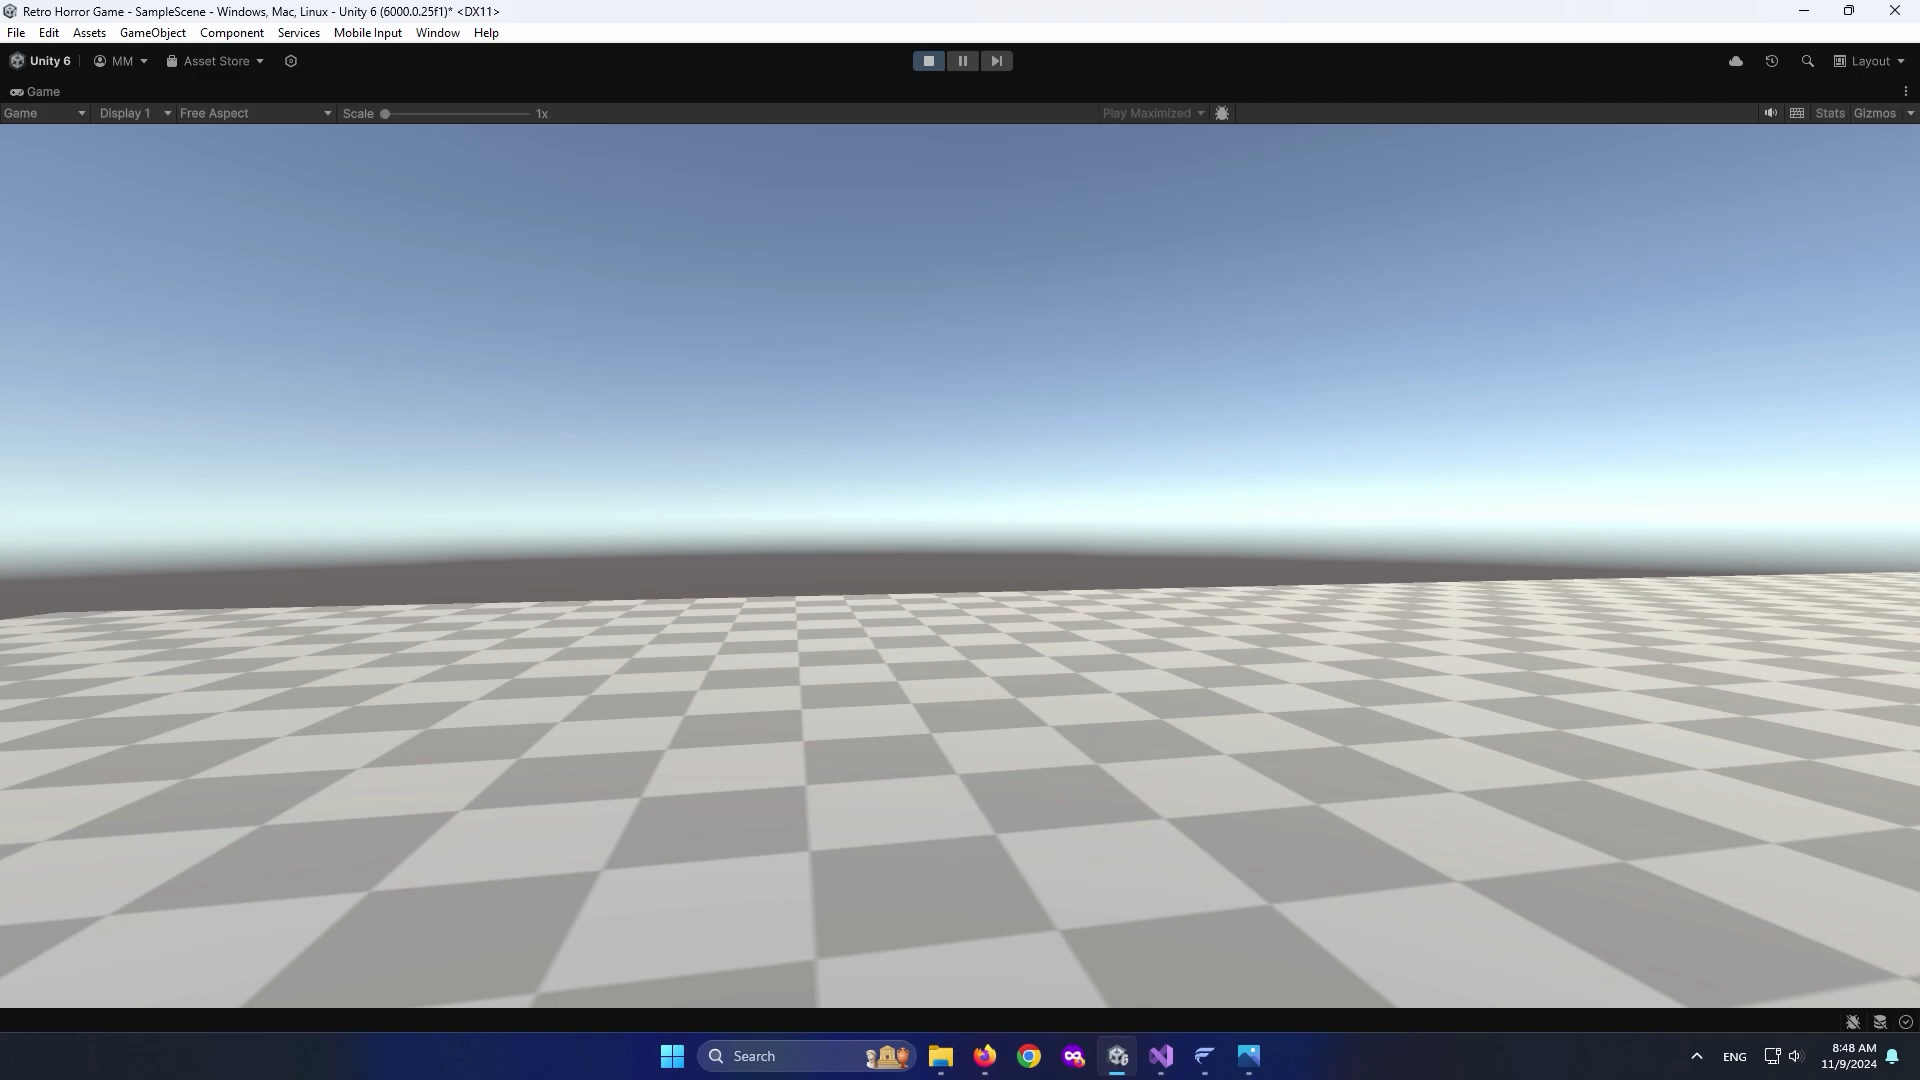 Retro Horror Game - SampleScene - Windows, Mac, Linux - Unity 6 (6000.0.25f1)* <DX11>
File Edit Assets GameObject Component Services Mobile Input Window Help
Unity 6 MM Asset Store Layout
Game
Game Display 1 Free Aspect Scale 1x Play Maximized Stats Gizmos
Search ENG 8:48 AM
11/9/2024